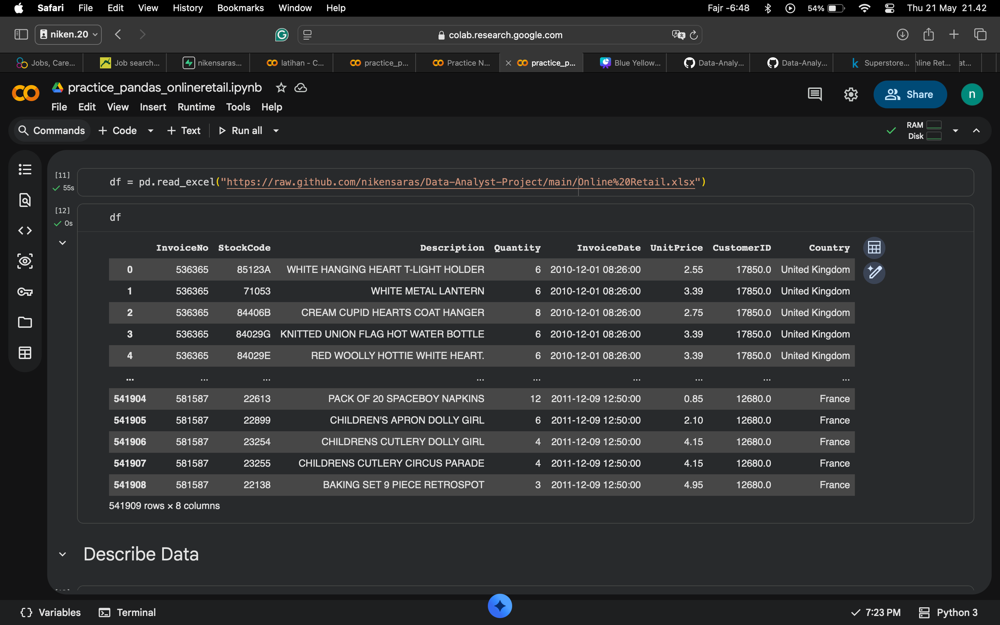 Safari File Edit View History Bookmarks Window Help Fajr -6:48 54% Thu 21 May 21.42
niken.20 colab.research.google.com
Jobs, Care... Job search... nikensaras... latihan - C... practice_p... Practice N... practice_p... Blue Yellow... Data-Analy... Data-Analy... Superstore... nline Ret... at...
practice_pandas_onlineretail.ipynb
File Edit View Insert Runtime Tools Help
Share n
Commands + Code + Text Run all RAM
Disk
[11] df = pd.read_excel("https://raw.github.com/nikensaras/Data-Analyst-Project/main/Online%20Retail.xlsx")
55s
[12] df
0s
InvoiceNo StockCode Description Quantity InvoiceDate UnitPrice CustomerID Country
0 536365 85123A WHITE HANGING HEART T-LIGHT HOLDER 6 2010-12-01 08:26:00 2.55 17850.0 United Kingdom
1 536365 71053 WHITE METAL LANTERN 6 2010-12-01 08:26:00 3.39 17850.0 United Kingdom
2 536365 84406B CREAM CUPID HEARTS COAT HANGER 8 2010-12-01 08:26:00 2.75 17850.0 United Kingdom
3 536365 84029G KNITTED UNION FLAG HOT WATER BOTTLE 6 2010-12-01 08:26:00 3.39 17850.0 United Kingdom
4 536365 84029E RED WOOLLY HOTTIE WHITE HEART. 6 2010-12-01 08:26:00 3.39 17850.0 United Kingdom
... ... ... ... ... ... ... ... ...
541904 581587 22613 PACK OF 20 SPACEBOY NAPKINS 12 2011-12-09 12:50:00 0.85 12680.0 France
541905 581587 22899 CHILDREN'S APRON DOLLY GIRL 6 2011-12-09 12:50:00 2.10 12680.0 France
541906 581587 23254 CHILDRENS CUTLERY DOLLY GIRL 4 2011-12-09 12:50:00 4.15 12680.0 France
541907 581587 23255 CHILDRENS CUTLERY CIRCUS PARADE 4 2011-12-09 12:50:00 4.15 12680.0 France
541908 581587 22138 BAKING SET 9 PIECE RETROSPOT 3 2011-12-09 12:50:00 4.95 12680.0 France
541909 rows × 8 columns
Describe Data
Variables Terminal 7:23 PM Python 3